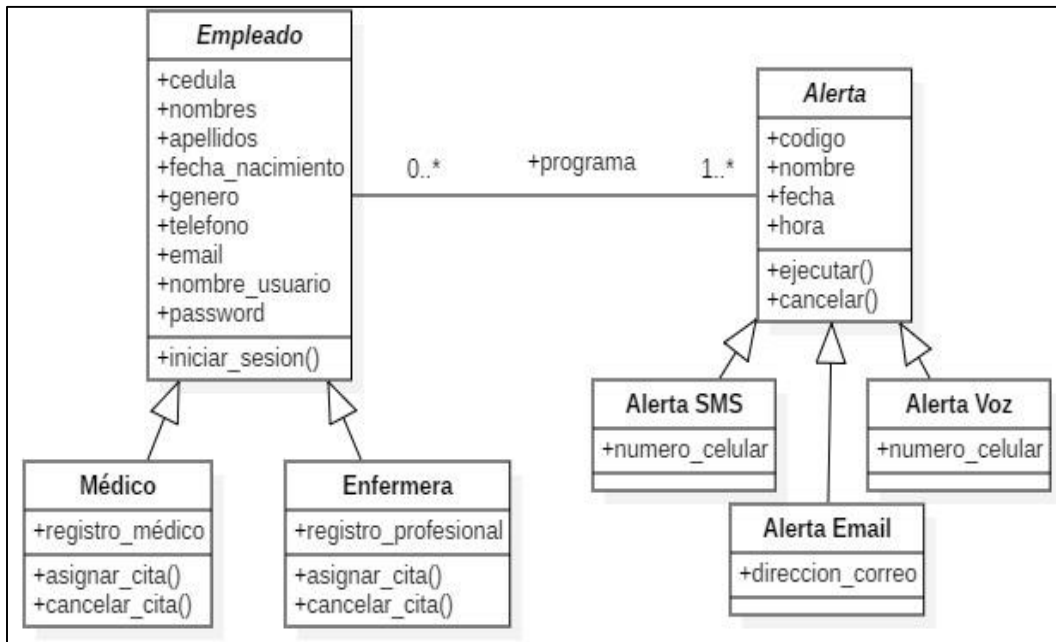 Empleado
+cedula
+nombres
+apellidos
+fecha_nacimiento
+genero
+telefono
+email
+nombre_usuario
+password
+iniciar_sesion()
0..*
+programa
1..*
Alerta
+codigo
+nombre
+fecha
+hora
+ejecutar()
+cancelar()
Médico
+registro_médico
+asignar_cita()
+cancelar_cita()
Enfermera
+registro_profesional
+asignar_cita()
+cancelar_cita()
Alerta SMS
+numero_celular
Alerta Voz
+numero_celular
Alerta Email
+direccion_correo